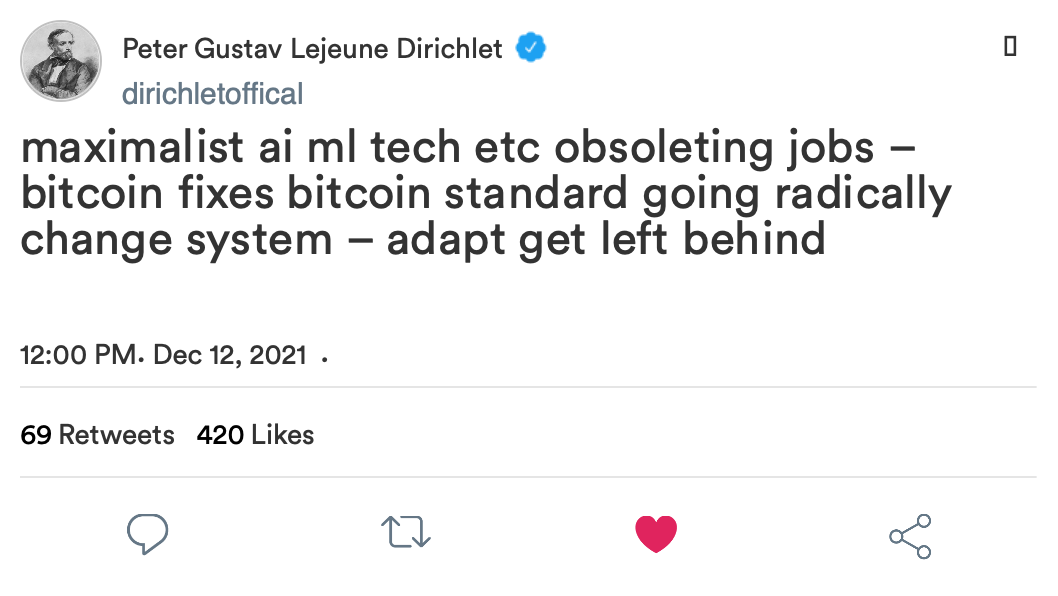 Peter Gustav Lejeune Dirichlet
dirichletoffical
maximalist ai ml tech etc obsoleting jobs –
bitcoin fixes bitcoin standard going radically
change system – adapt get left behind
12:00 PM. Dec 12, 2021 .
69 Retweets 420 Likes